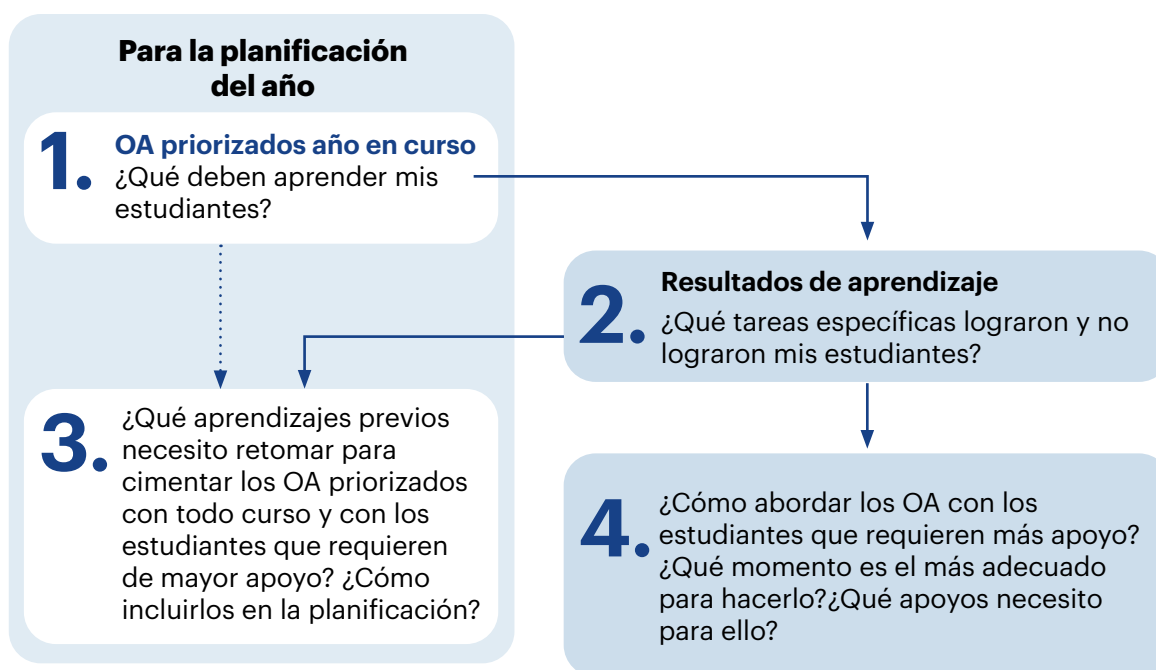 Para la planificación
del año
1.
OA priorizados año en curso
¿Qué deben aprender mis
estudiantes?
2.
Resultados de aprendizaje
¿Qué tareas específicas lograron y no
lograron mis estudiantes?
3.
¿Qué aprendizajes previos
necesito retomar para
cimentar los OA priorizados
con todo curso y con los
estudiantes que requieren
de mayor apoyo? ¿Cómo
incluirlos en la planificación?
4.
¿Cómo abordar los OA con los
estudiantes que requieren más apoyo?
¿Qué momento es el más adecuado
para hacerlo?¿Qué apoyos necesito
para ello?